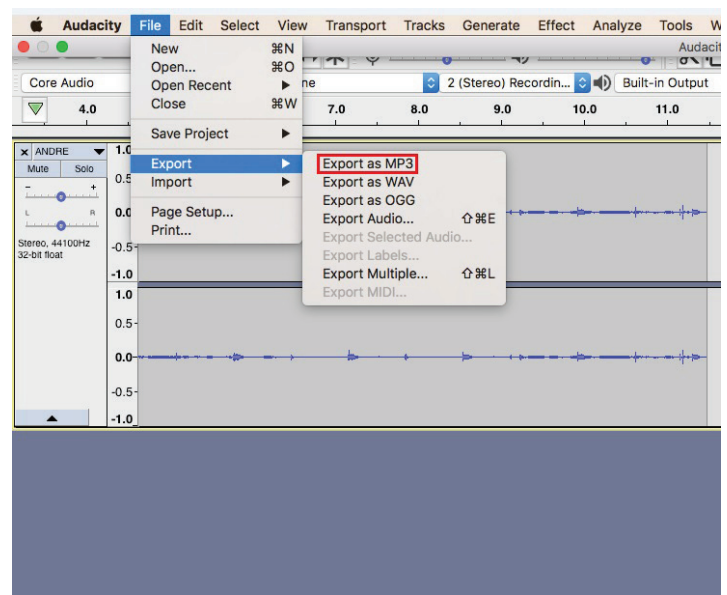 Audacity File Edit Select View Transport Tracks Generate Effect Analyze Tools W
Audacit
New ⌘N
Open... ⌘O
Open Recent
Close ⌘W
Save Project
Export
Import
Page Setup...
Print...
Export as MP3
Export as WAV
Export as OGG
Export Audio... ⇧⌘E
Export Selected Audio...
Export Labels...
Export Multiple... ⇧⌘L
Export MIDI...
Core Audio
ne
2 (Stereo) Recordin...
Built-in Output
4.0 7.0 8.0 9.0 10.0 11.0
x ANDRE
Mute Solo
- +
L R
Stereo, 44100Hz
32-bit float
1.0
0.5
0.0
-0.5-
-1.0
1.0
0.5-
0.0-
-0.5-
-1.0